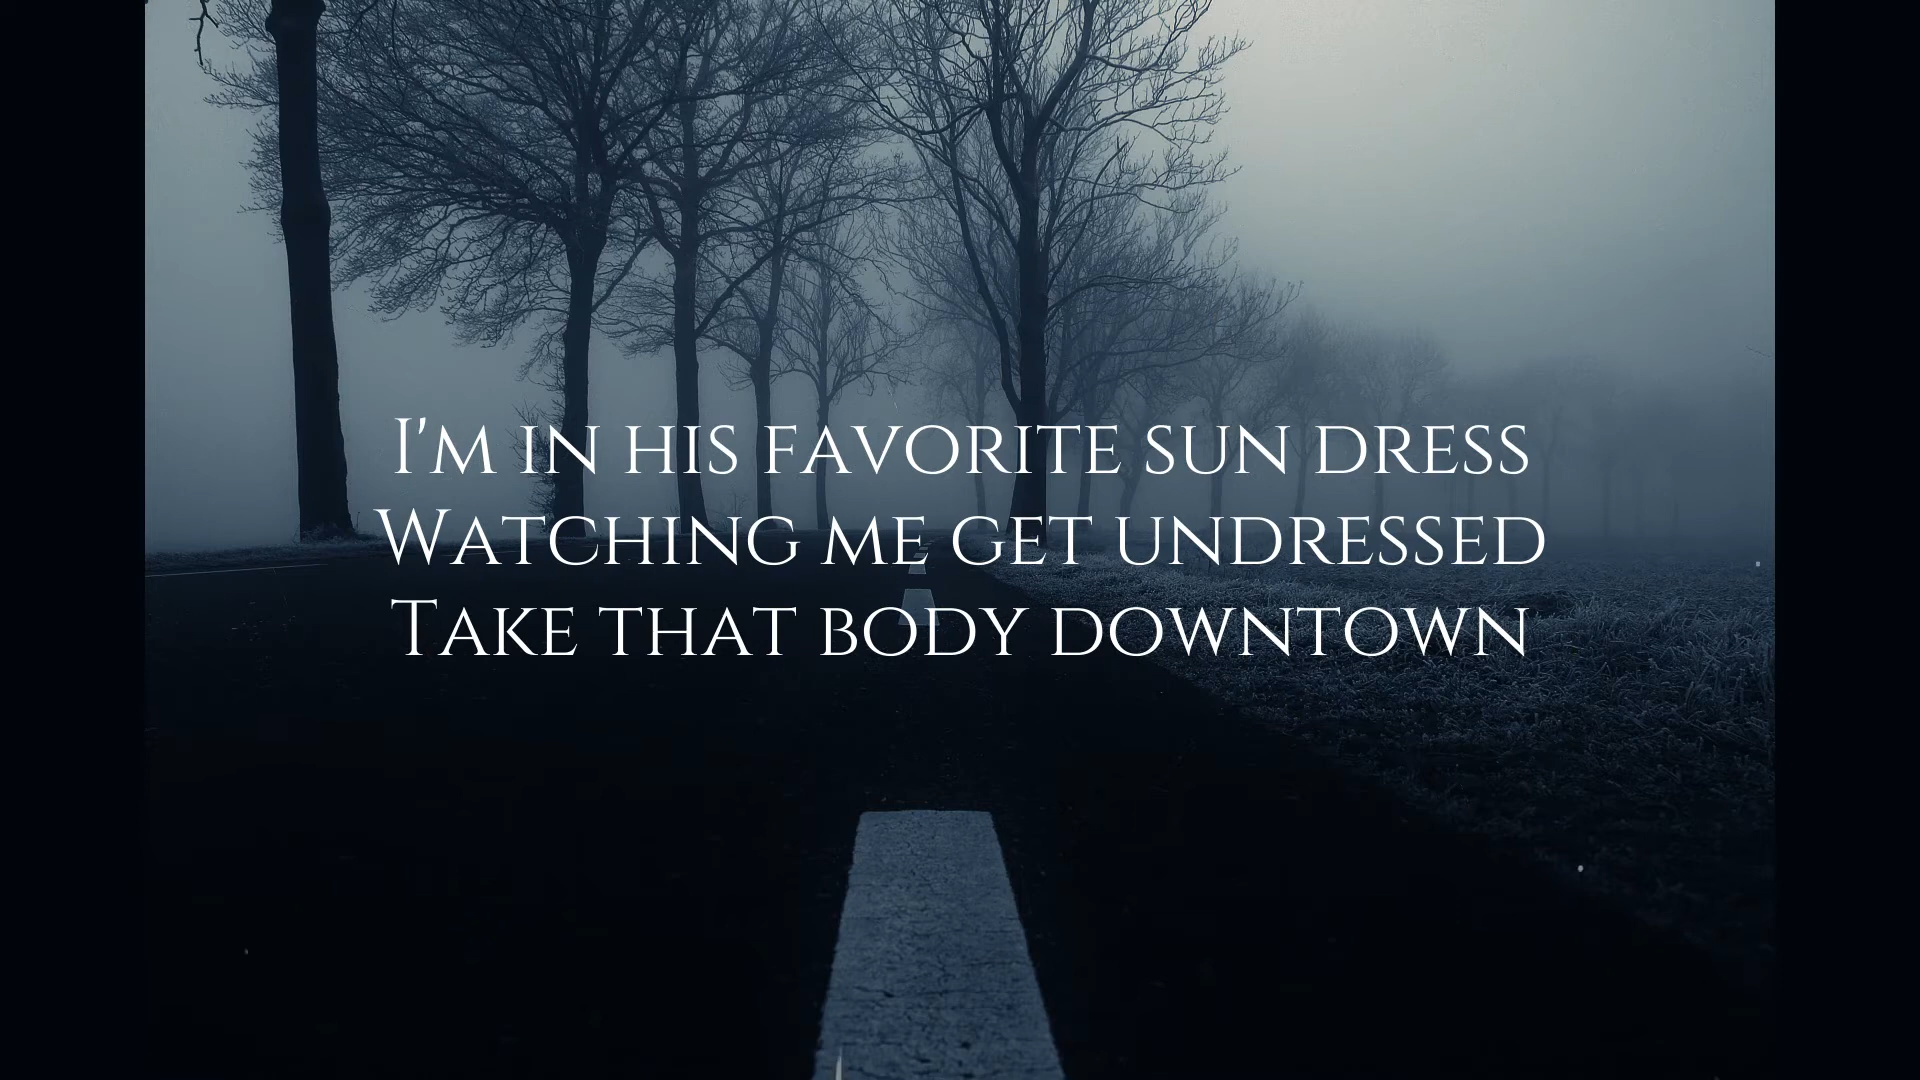 I'm in his favorite sun dress
Watching me get undressed
Take that body downtown